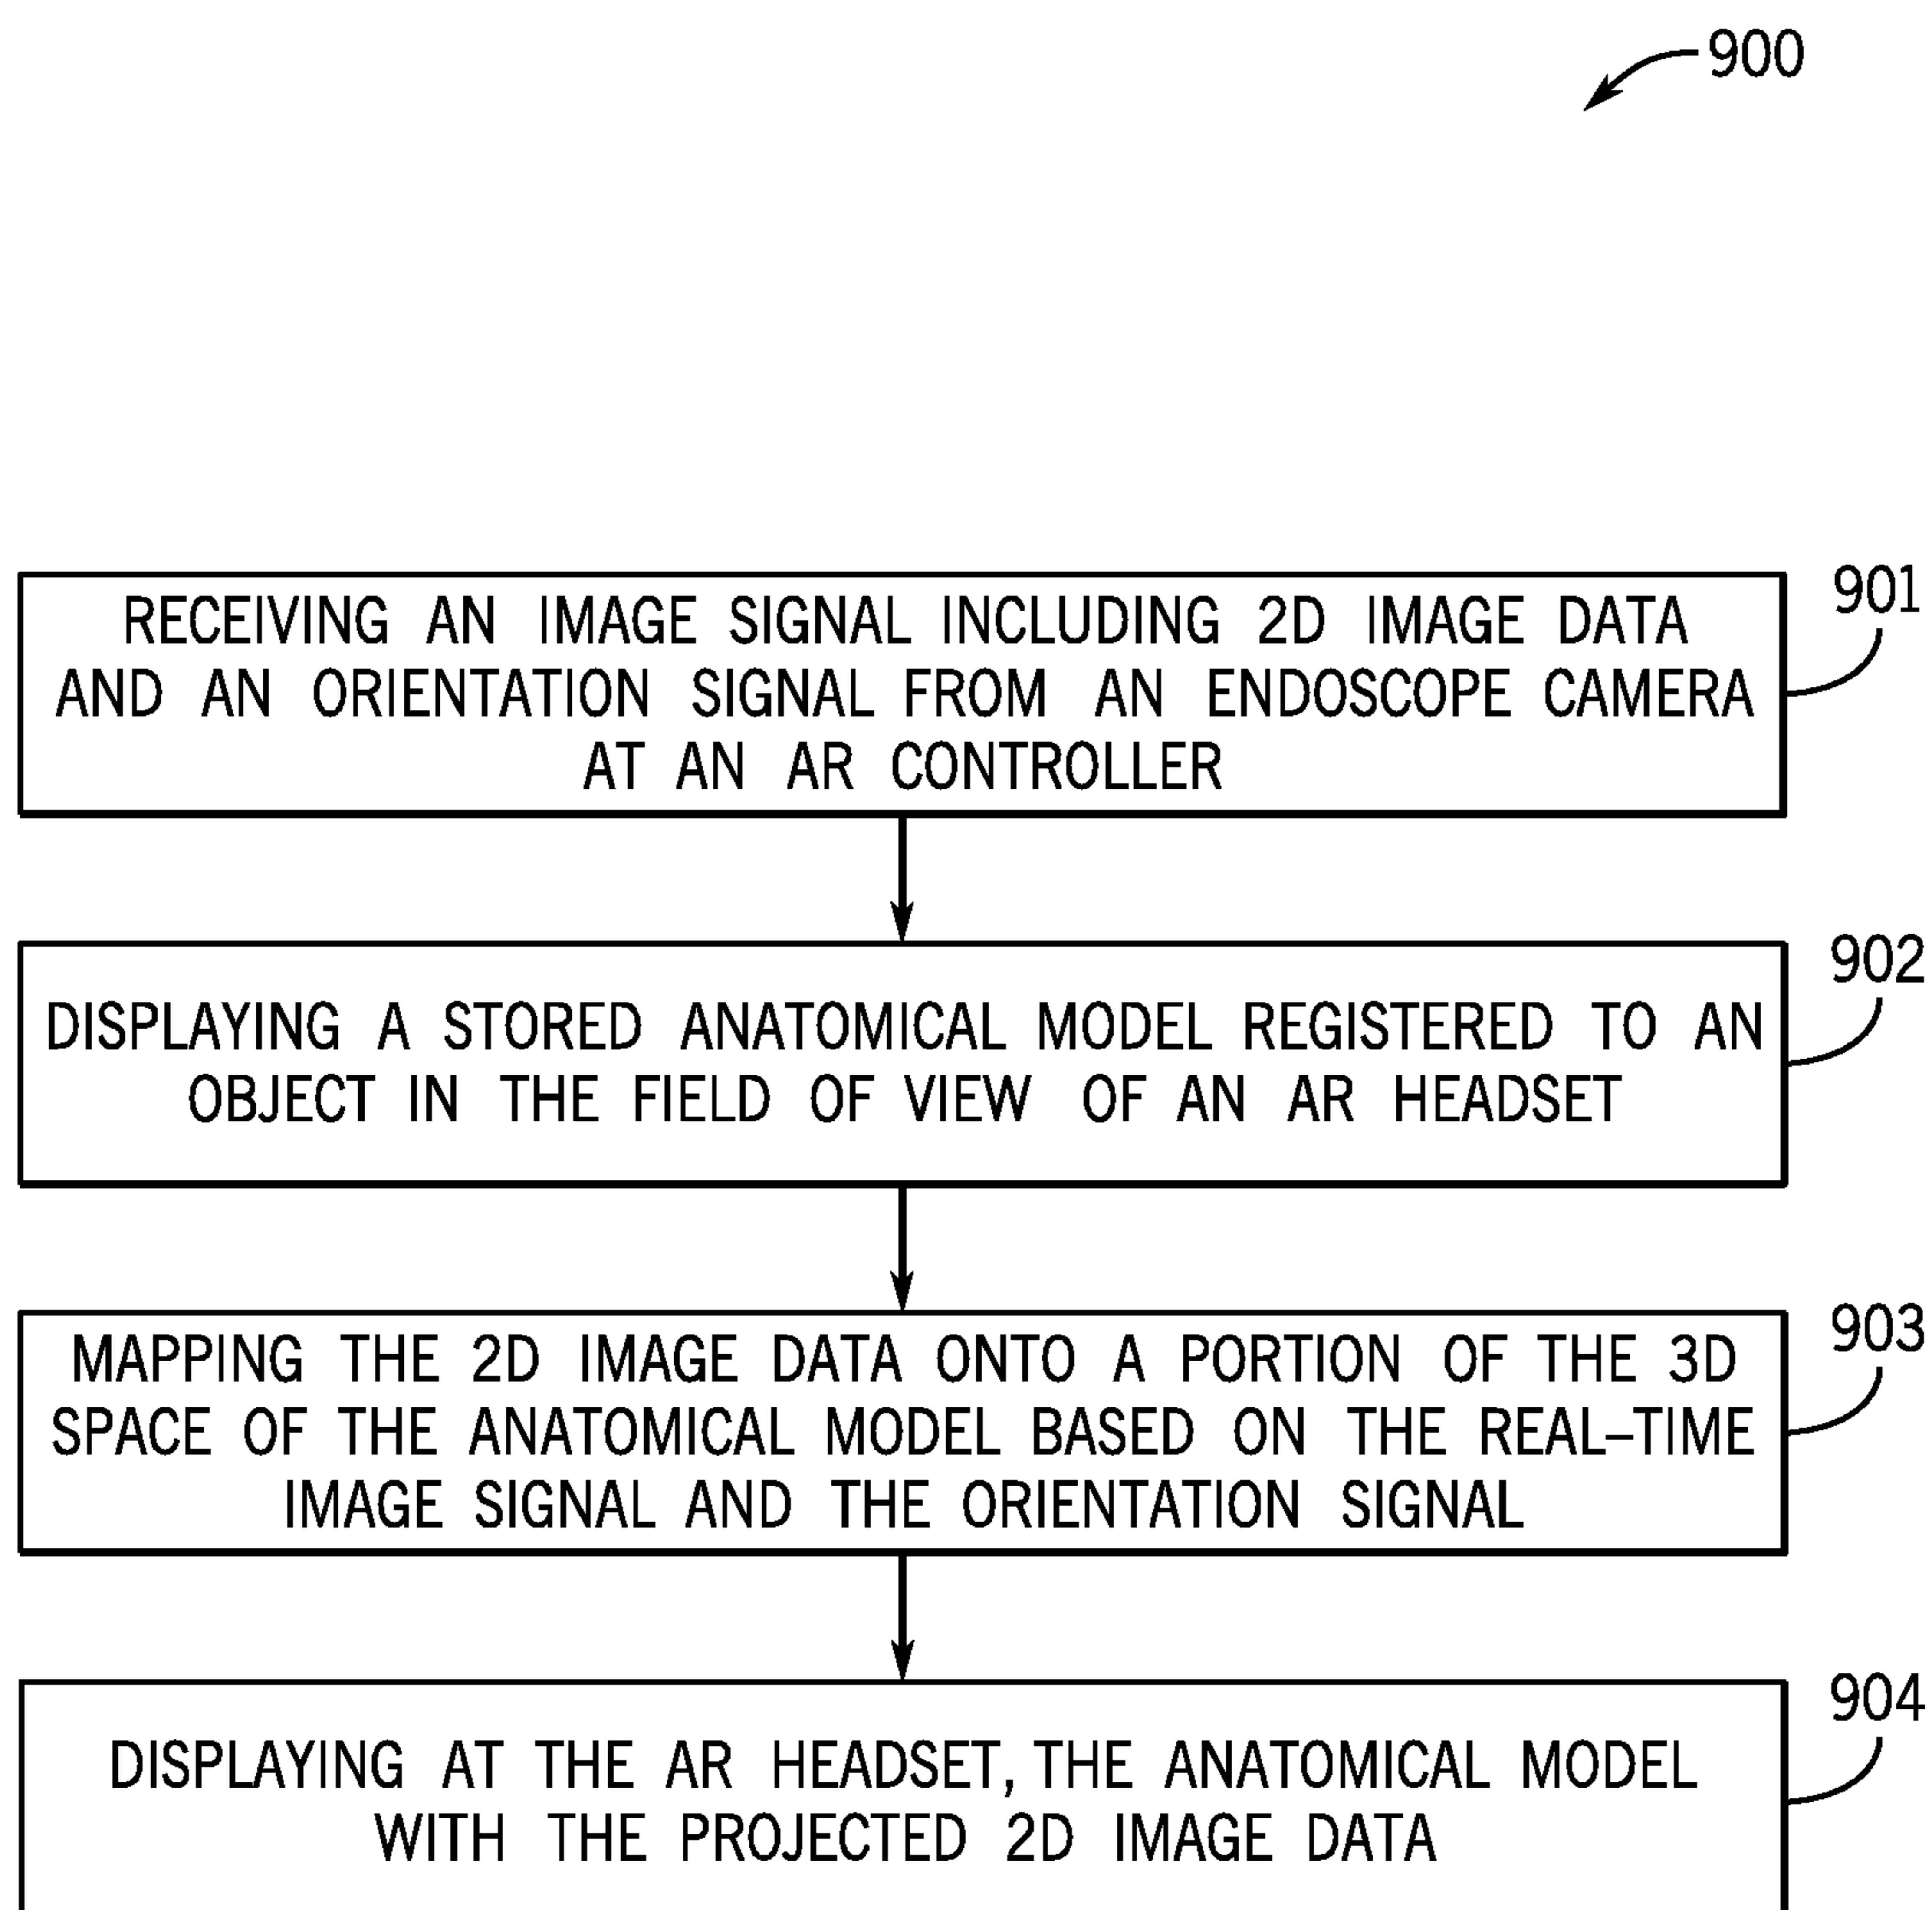 900
RECEIVING AN IMAGE SIGNAL INCLUDING 2D IMAGE DATA
AND AN ORIENTATION SIGNAL FROM AN ENDOSCOPE CAMERA
AT AN AR CONTROLLER
901
DISPLAYING A STORED ANATOMICAL MODEL REGISTERED TO AN
OBJECT IN THE FIELD OF VIEW OF AN AR HEADSET
902
MAPPING THE 2D IMAGE DATA ONTO A PORTION OF THE 3D
SPACE OF THE ANATOMICAL MODEL BASED ON THE REAL–TIME
IMAGE SIGNAL AND THE ORIENTATION SIGNAL
903
DISPLAYING AT THE AR HEADSET, THE ANATOMICAL MODEL
WITH THE PROJECTED 2D IMAGE DATA
904